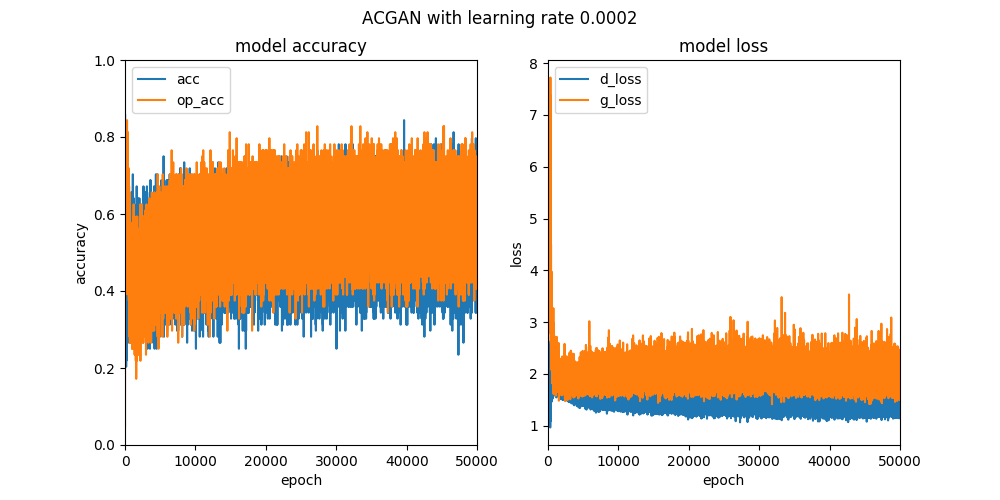 ACGAN with learning rate 0.0002
model accuracy
acc
op_acc
accuracy
1.0
0.8
0.6
0.4
0.2
0.0
0 10000 20000 30000 40000 50000
epoch
model loss
d_loss
g_loss
loss
8
7
6
5
4
3
2
1
0 10000 20000 30000 40000 50000
epoch